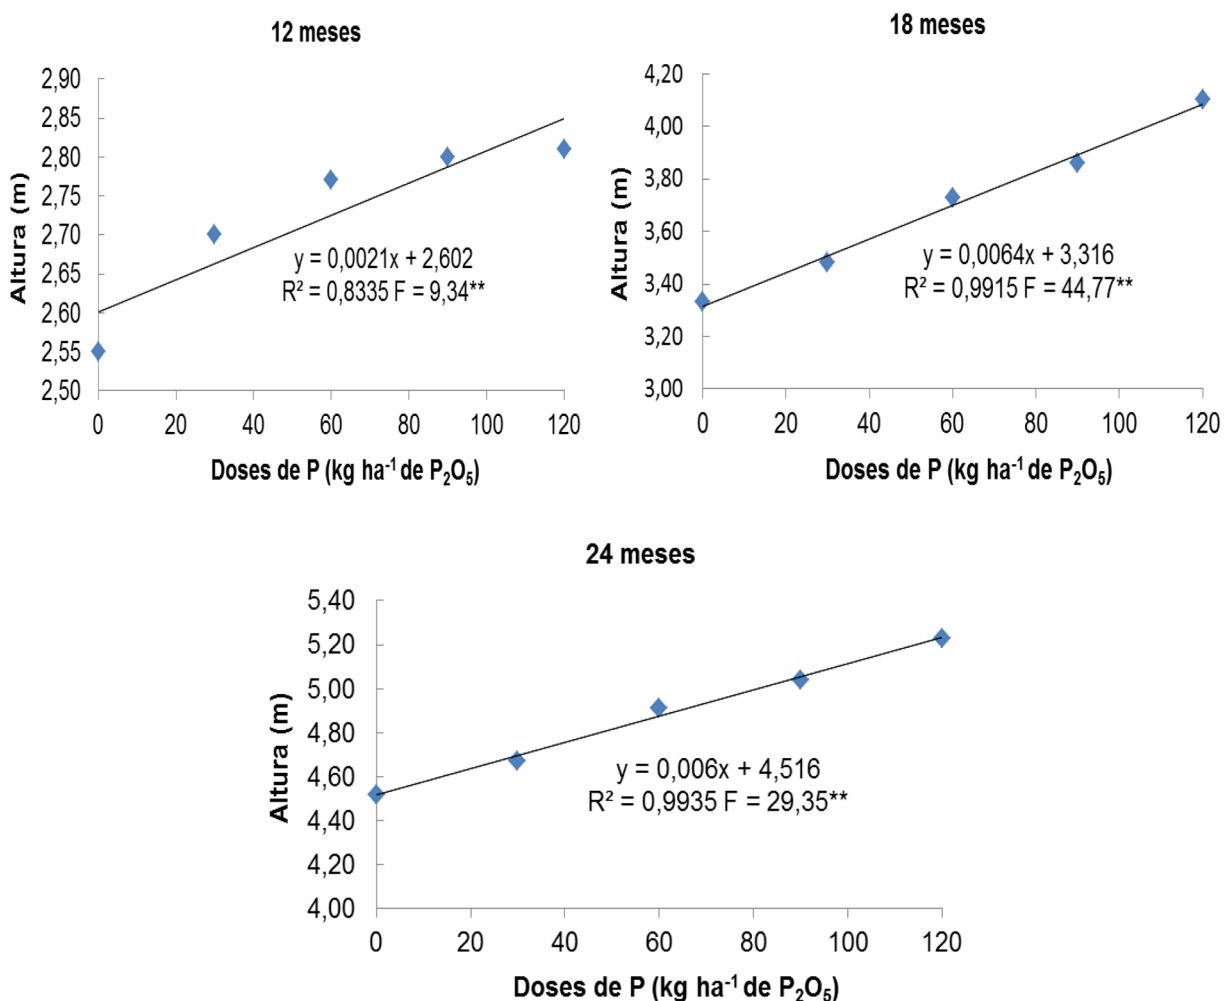 12 meses
Altura (m)
2,90
2,85
2,80
2,75
2,70
2,65
2,60
2,55
2,50
y = 0,0021x + 2,602
R² = 0,8335 F = 9,34**
0 20 40 60 80 100 120
Doses de P (kg ha⁻¹ de P₂O₅)
18 meses
Altura (m)
4,20
4,00
3,80
3,60
3,40
3,20
3,00
y = 0,0064x + 3,316
R² = 0,9915 F = 44,77**
0 20 40 60 80 100 120
Doses de P (kg ha⁻¹ de P₂O₅)
24 meses
Altura (m)
5,40
5,20
5,00
4,80
4,60
4,40
4,20
4,00
y = 0,006x + 4,516
R² = 0,9935 F = 29,35**
0 20 40 60 80 100 120
Doses de P (kg ha⁻¹ de P₂O₅)